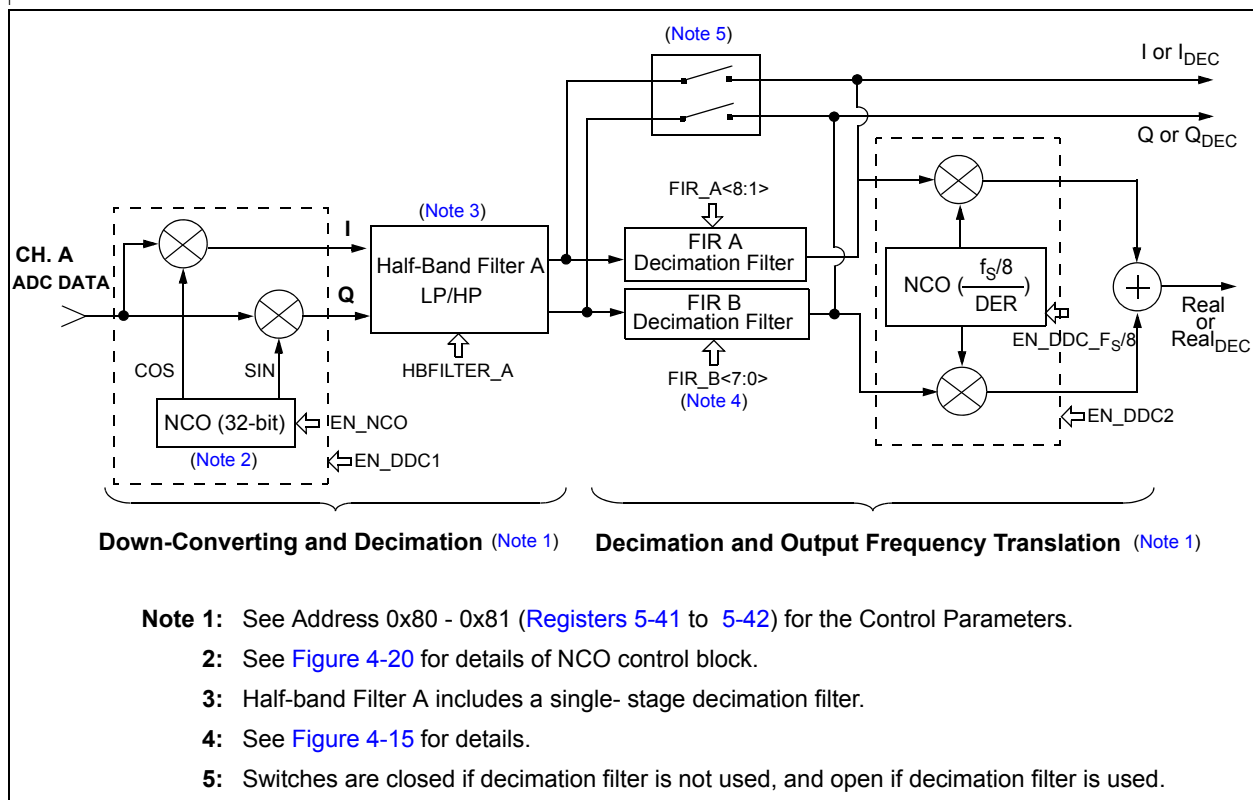 (Note 5)
I or I_DEC
Q or Q_DEC
FIR_A<8:1>
(Note 3)
I
FIR A
Decimation Filter
CH. A
ADC DATA
Half-Band Filter A
LP/HP
NCO (f_S/8 / DER)
Q
FIR B
Decimation Filter
Real
or
Real_DEC
EN_DDC_F_S/8
COS
SIN
HBFILTER_A
FIR_B<7:0>
(Note 4)
NCO (32-bit)
EN_NCO
EN_DDC2
(Note 2)
EN_DDC1
Down-Converting and Decimation (Note 1)
Decimation and Output Frequency Translation (Note 1)
Note 1: See Address 0x80 - 0x81 (Registers 5-41 to 5-42) for the Control Parameters.
2: See Figure 4-20 for details of NCO control block.
3: Half-band Filter A includes a single- stage decimation filter.
4: See Figure 4-15 for details.
5: Switches are closed if decimation filter is not used, and open if decimation filter is used.